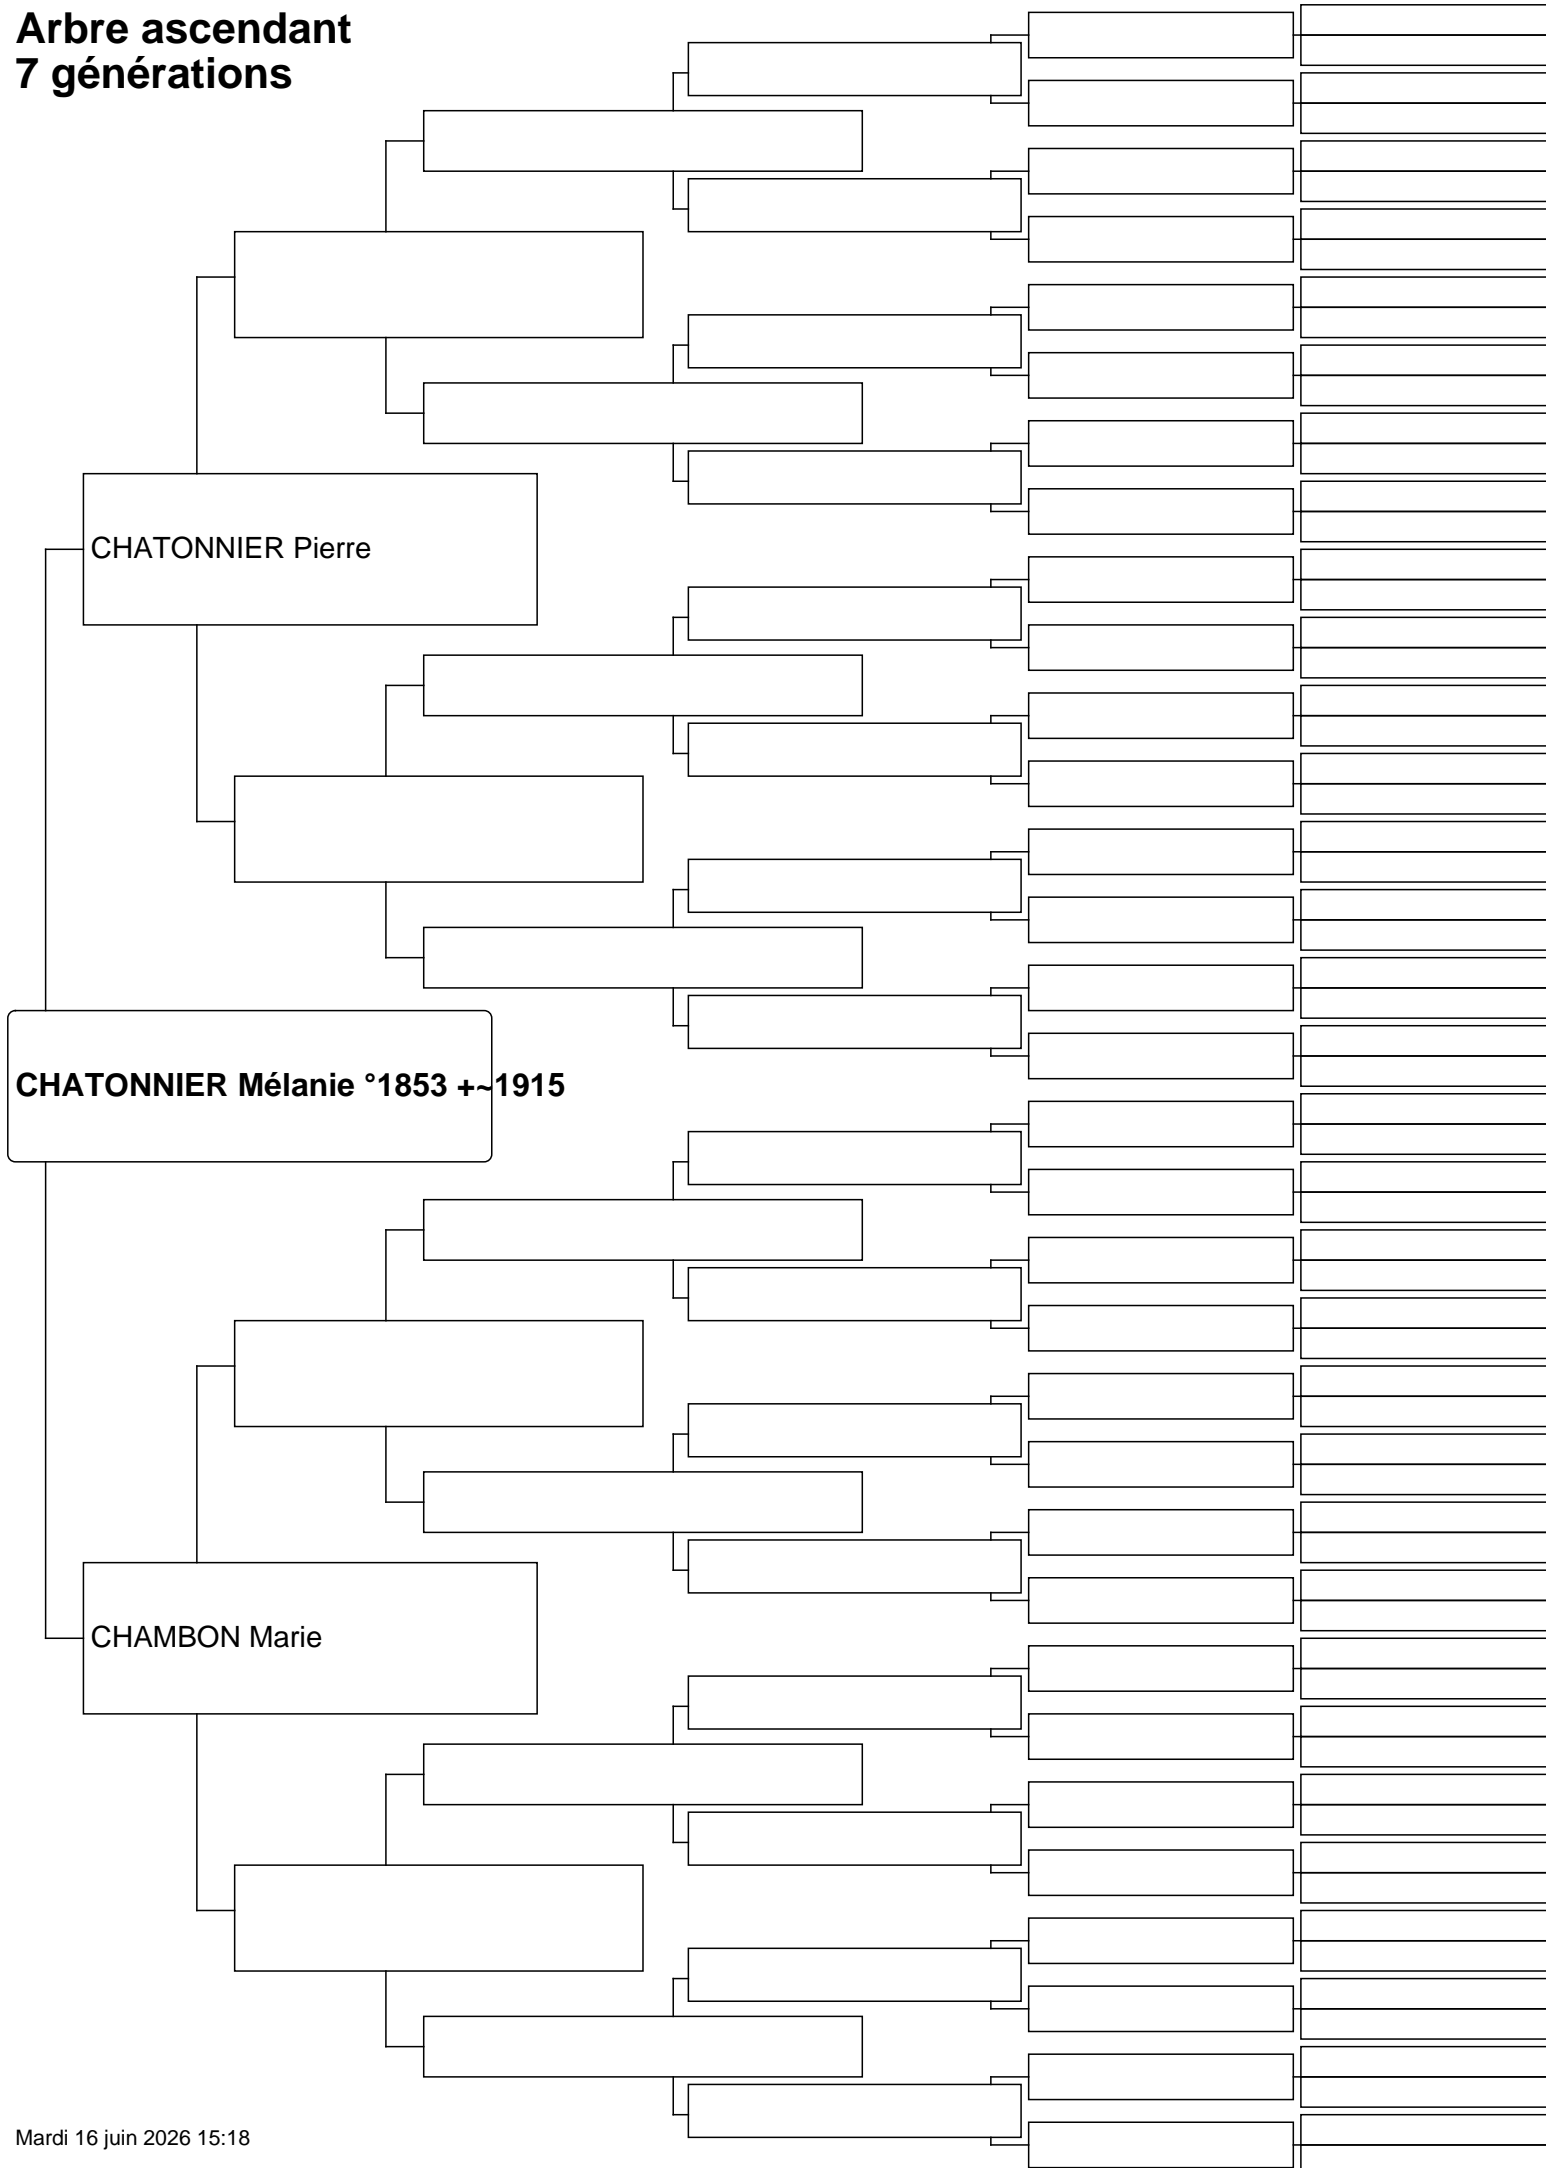 Arbre ascendant
7 générations
CHATONNIER Pierre
CHATONNIER Mélanie °1853 +~1915
CHAMBON Marie
Mardi 16 juin 2026 15:18